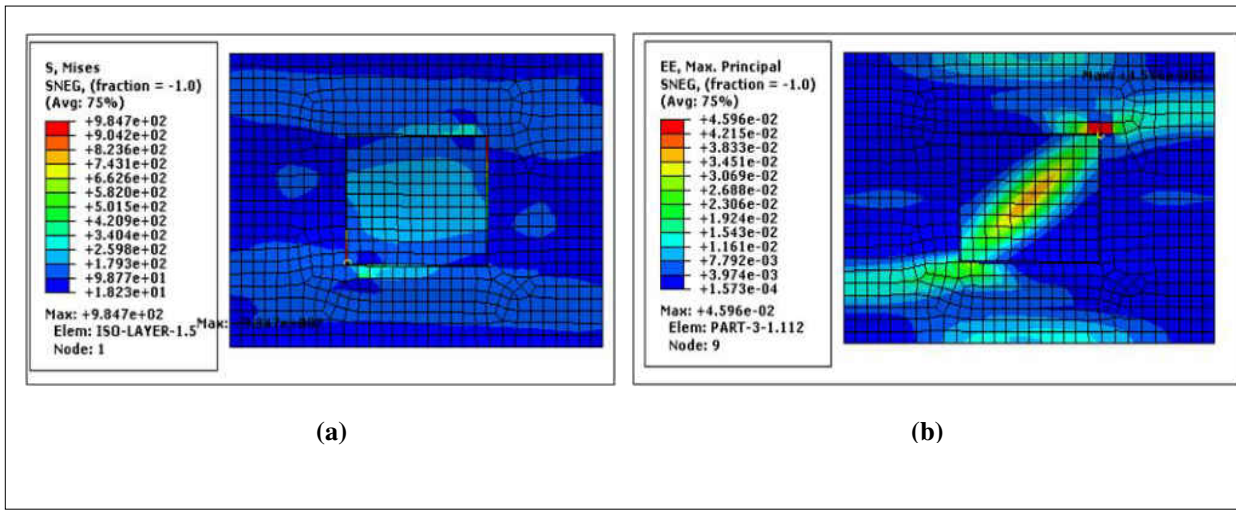 S, Mises
SNEG, (fraction = -1.0)
(Avg: 75%)
+9.847e+02
+9.042e+02
+8.236e+02
+7.431e+02
+6.626e+02
+5.820e+02
+5.015e+02
+4.209e+02
+3.404e+02
+2.598e+02
+1.793e+02
+9.877e+01
+1.823e+01
Max: +9.847e+02
Elem: ISO-LAYER-1.5
Node: 1
Max:
EE, Max. Principal
SNEG, (fraction = -1.0)
(Avg: 75%)
+4.596e-02
+4.215e-02
+3.833e-02
+3.451e-02
+3.069e-02
+2.688e-02
+2.306e-02
+1.924e-02
+1.543e-02
+1.161e-02
+7.792e-03
+3.974e-03
+1.573e-04
Max: +4.596e-02
Elem: PART-3-1.112
Node: 9
Max:
(a)
(b)